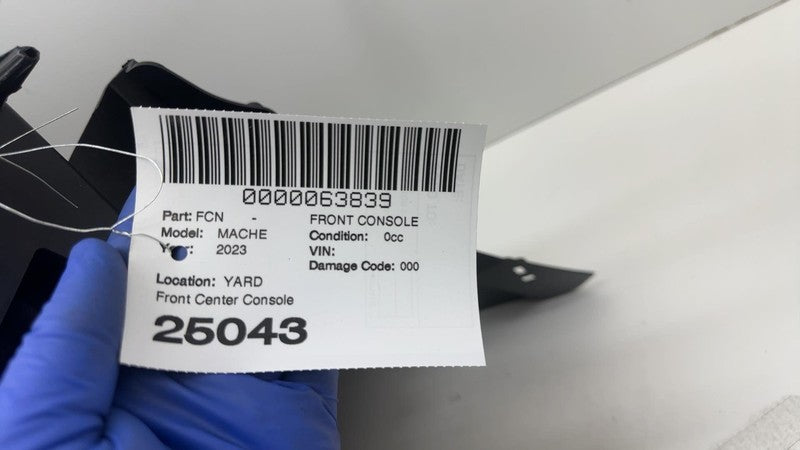 0000063839
Part: FCN - FRONT CONSOLE
Model: MACHE Condition: 0cc
Year: 2023 VIN:
Damage Code: 000
Location: YARD
Front Center Console
25043